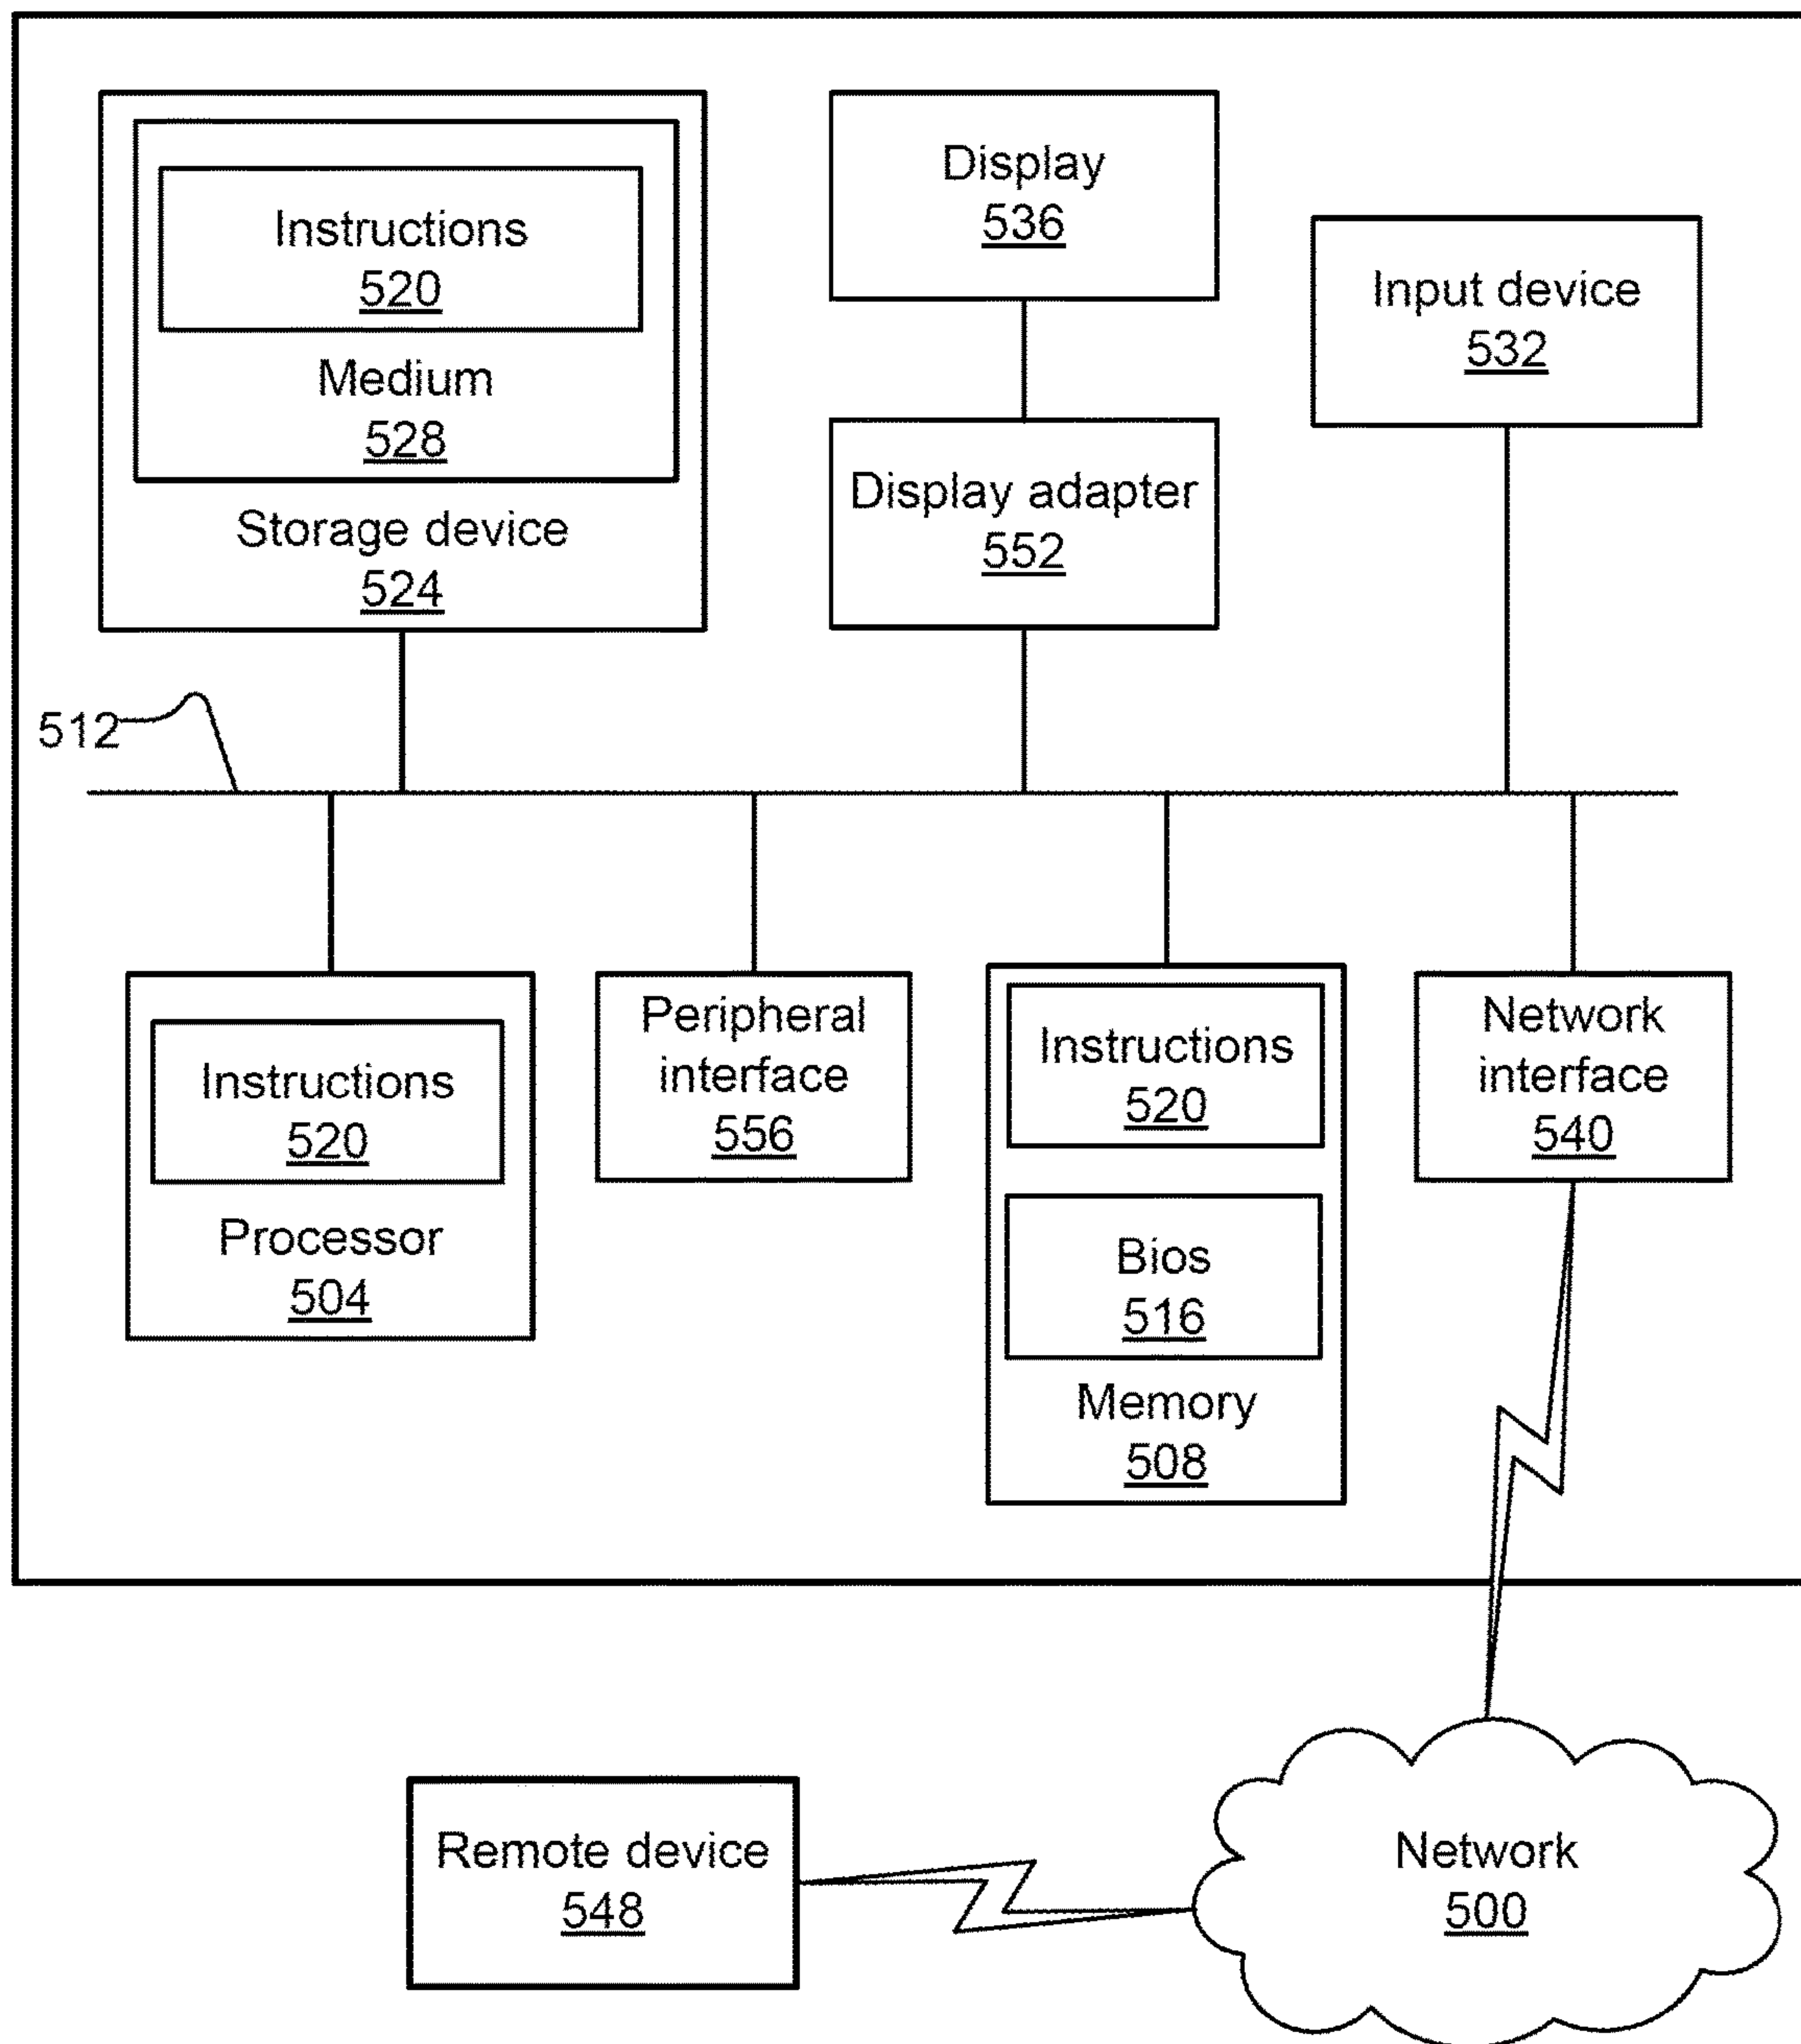 Instructions
520
Medium
528
Storage device
524
Display
536
Display adapter
552
Input device
532
512
Instructions
520
Processor
504
Peripheral
interface
556
Instructions
520
Bios
516
Memory
508
Network
interface
540
Remote device
548
Network
500